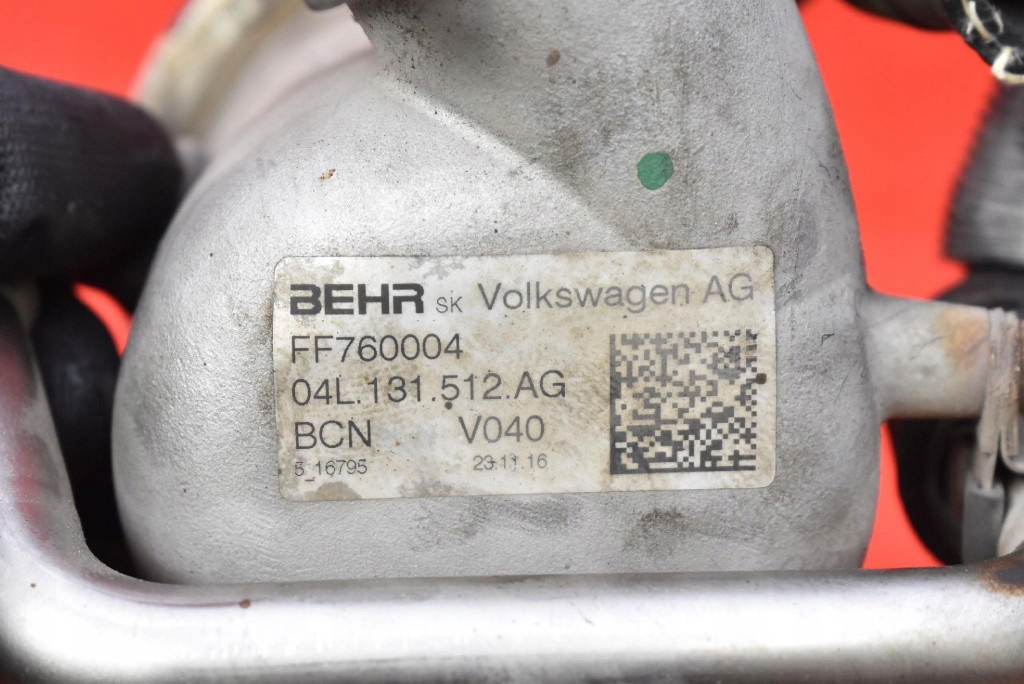 BEHR SK Volkswagen AG
FF760004
04L.131.512.AG
BCN V040
5_16795 23.11.16